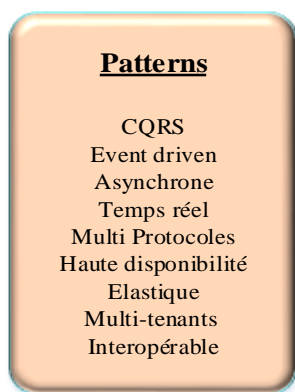 Patterns
CQRS
Event driven
Asynchrone
Temps réel
Multi Protocoles
Haute disponibilité
Elastique
Multi-tenants
Interopérable